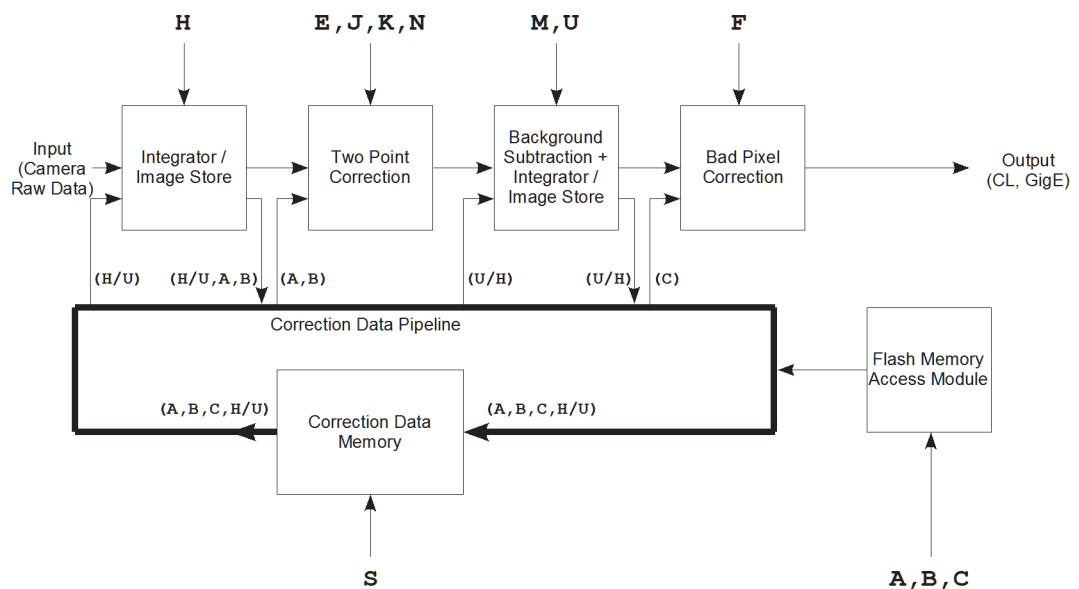 H
E,J,K,N
M,U
F
Input
(Camera
Raw Data)
Integrator /
Image Store
Two Point
Correction
Background
Subtraction +
Integrator /
Image Store
Bad Pixel
Correction
Output
(CL, GigE)
(H/U)
(H/U,A,B)
(A,B)
(U/H)
(U/H)
(C)
Correction Data Pipeline
Flash Memory
Access Module
(A,B,C,H/U)
Correction Data
Memory
(A,B,C,H/U)
S
A,B,C